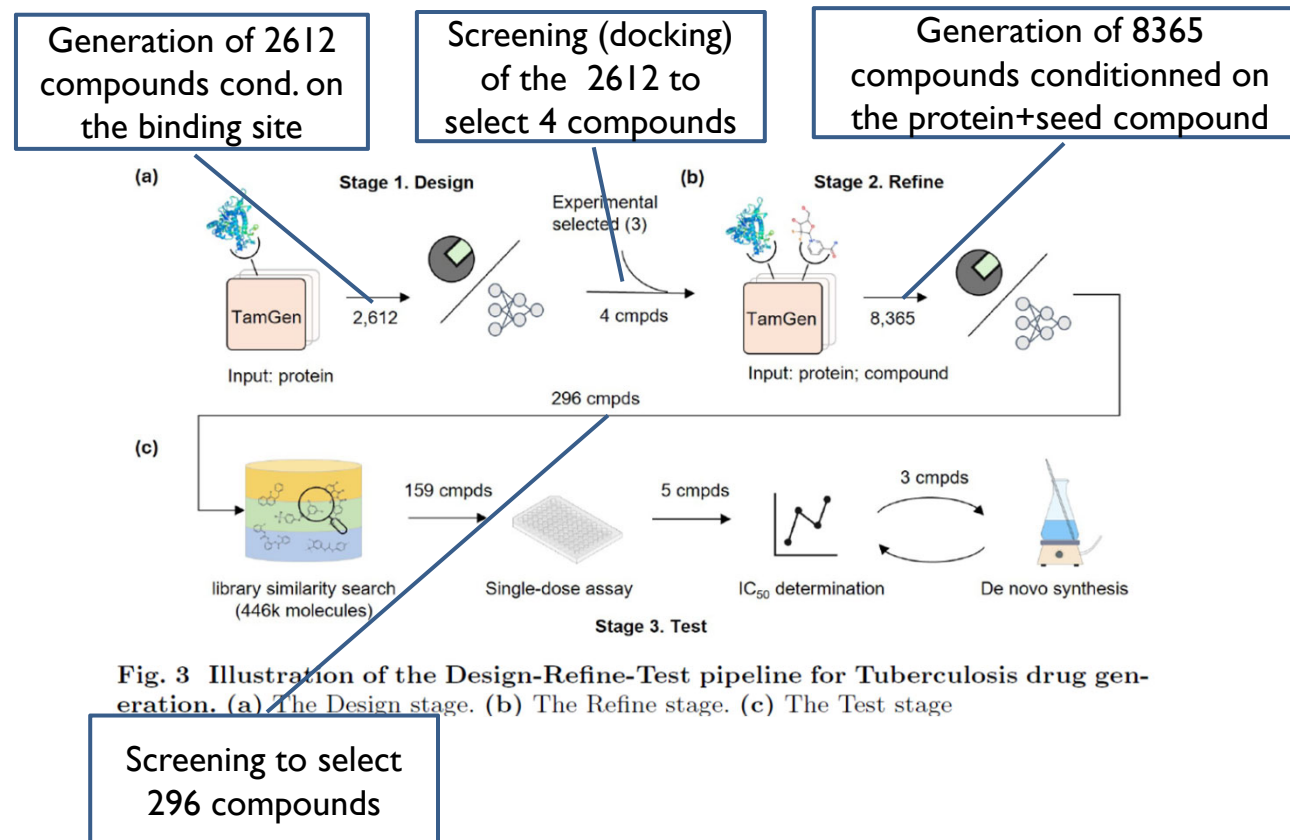 Generation of 2612
compounds cond. on
the binding site
Screening (docking)
of the 2612 to
select 4 compounds
Generation of 8365
compounds conditionned on
the protein+seed compound
(a)
Stage 1. Design
Experimental
selected (3)
(b)
Stage 2. Refine
TamGen
2,612
4 cmpds
TamGen
8,365
Input: protein
Input: protein; compound
296 cmpds
(c)
159 cmpds
5 cmpds
3 cmpds
library similarity search
(446k molecules)
Single-dose assay
IC₅₀ determination
De novo synthesis
Stage 3. Test
Fig. 3 Illustration of the Design-Refine-Test pipeline for Tuberculosis drug gen-
eration. (a) The Design stage. (b) The Refine stage. (c) The Test stage
Screening to select
296 compounds